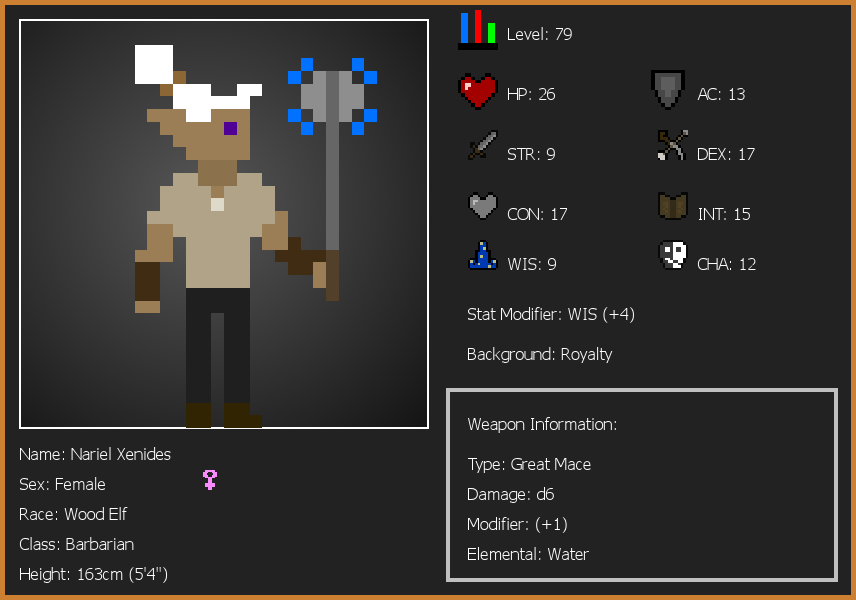 Level: 79
HP: 26
AC: 13
STR: 9
DEX: 17
CON: 17
INT: 15
WIS: 9
CHA: 12
Stat Modifier: WIS (+4)
Background: Royalty
Weapon Information:
Type: Great Mace
Damage: d6
Modifier: (+1)
Elemental: Water
Name: Nariel Xenides
Sex: Female
Race: Wood Elf
Class: Barbarian
Height: 163cm (5'4")